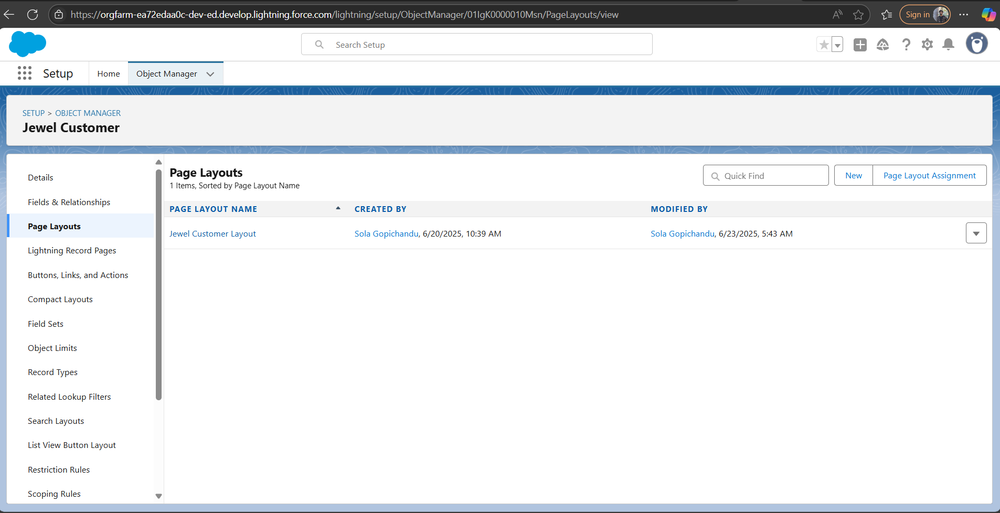 https://orgfarm-ea72edaa0c-dev-ed.develop.lightning.force.com/lightning/setup/ObjectManager/01IgK0000010Msn/PageLayouts/view
Sign in
Search Setup
Setup
Home
Object Manager
SETUP > OBJECT MANAGER
Jewel Customer
Details
Fields & Relationships
Page Layouts
Lightning Record Pages
Buttons, Links, and Actions
Compact Layouts
Field Sets
Object Limits
Record Types
Related Lookup Filters
Search Layouts
List View Button Layout
Restriction Rules
Scoping Rules
Page Layouts
1 Items, Sorted by Page Layout Name
Quick Find
New
Page Layout Assignment
PAGE LAYOUT NAME CREATED BY MODIFIED BY
Jewel Customer Layout Sola Gopichandu, 6/20/2025, 10:39 AM Sola Gopichandu, 6/23/2025, 5:43 AM